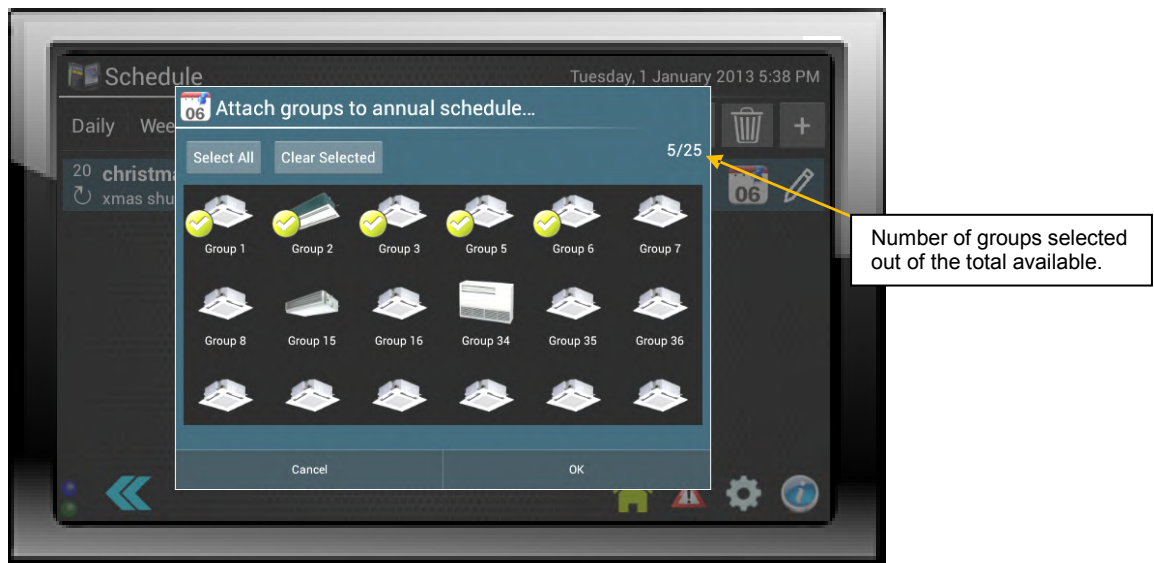 Schedule
Tuesday, 1 January 2013 5:38 PM
06 Attach groups to annual schedule...
Daily Wee
+
Select All Clear Selected 5/25
20 christma
xmas shu
06
Group 1 Group 2 Group 3 Group 5 Group 6 Group 7
Number of groups selected
out of the total available.
Group 8 Group 15 Group 16 Group 34 Group 35 Group 36
Cancel OK